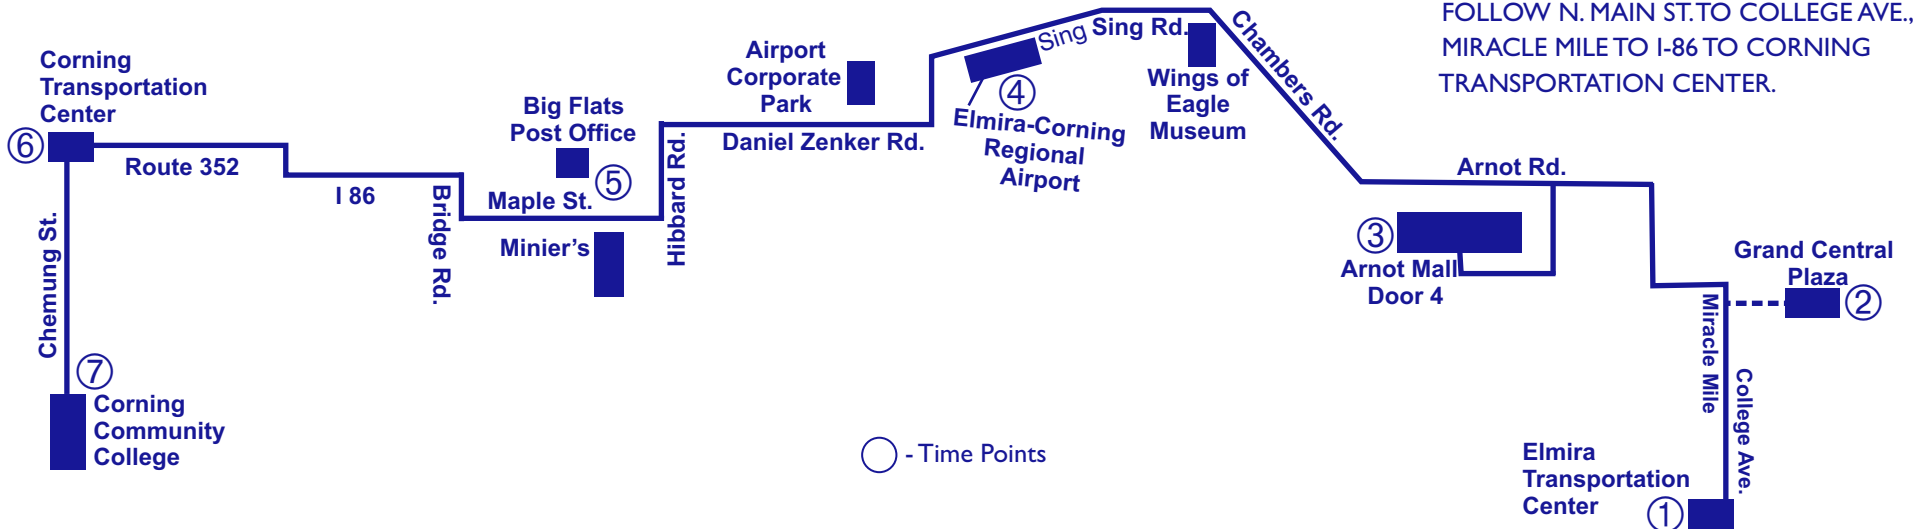 FOLLOW N. MAIN ST. TO COLLEGE AVE.,
MIRACLE MILE TO I-86 TO CORNING
TRANSPORTATION CENTER.
Corning
Transportation
Center
6
Route 352
I 86
Chemung St.
7
Corning
Community
College
Bridge Rd.
Big Flats
Post Office
5
Maple St.
Minier's
Hibbard Rd.
Airport
Corporate
Park
Daniel Zenker Rd.
Sing
Sing Rd.
4
Elmira-Corning
Regional
Airport
Wings of
Eagle
Museum
Chambers Rd.
Arnot Rd.
3
Arnot Mall
Door 4
Grand Central
Plaza
2
Miracle Mile
College Ave.
Elmira
Transportation
Center
1
- Time Points